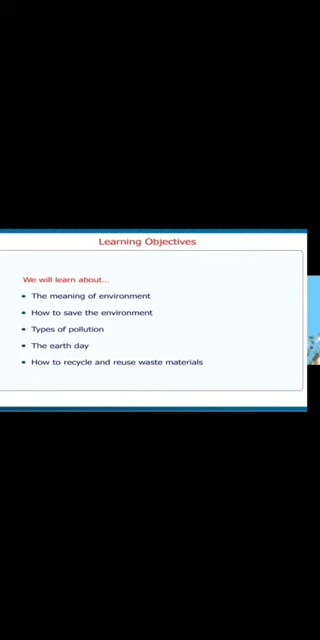 Learning Objectives
We will learn about...
• The meaning of environment
• How to save the environment
• Types of pollution
• The earth day
• How to recycle and reuse waste materials